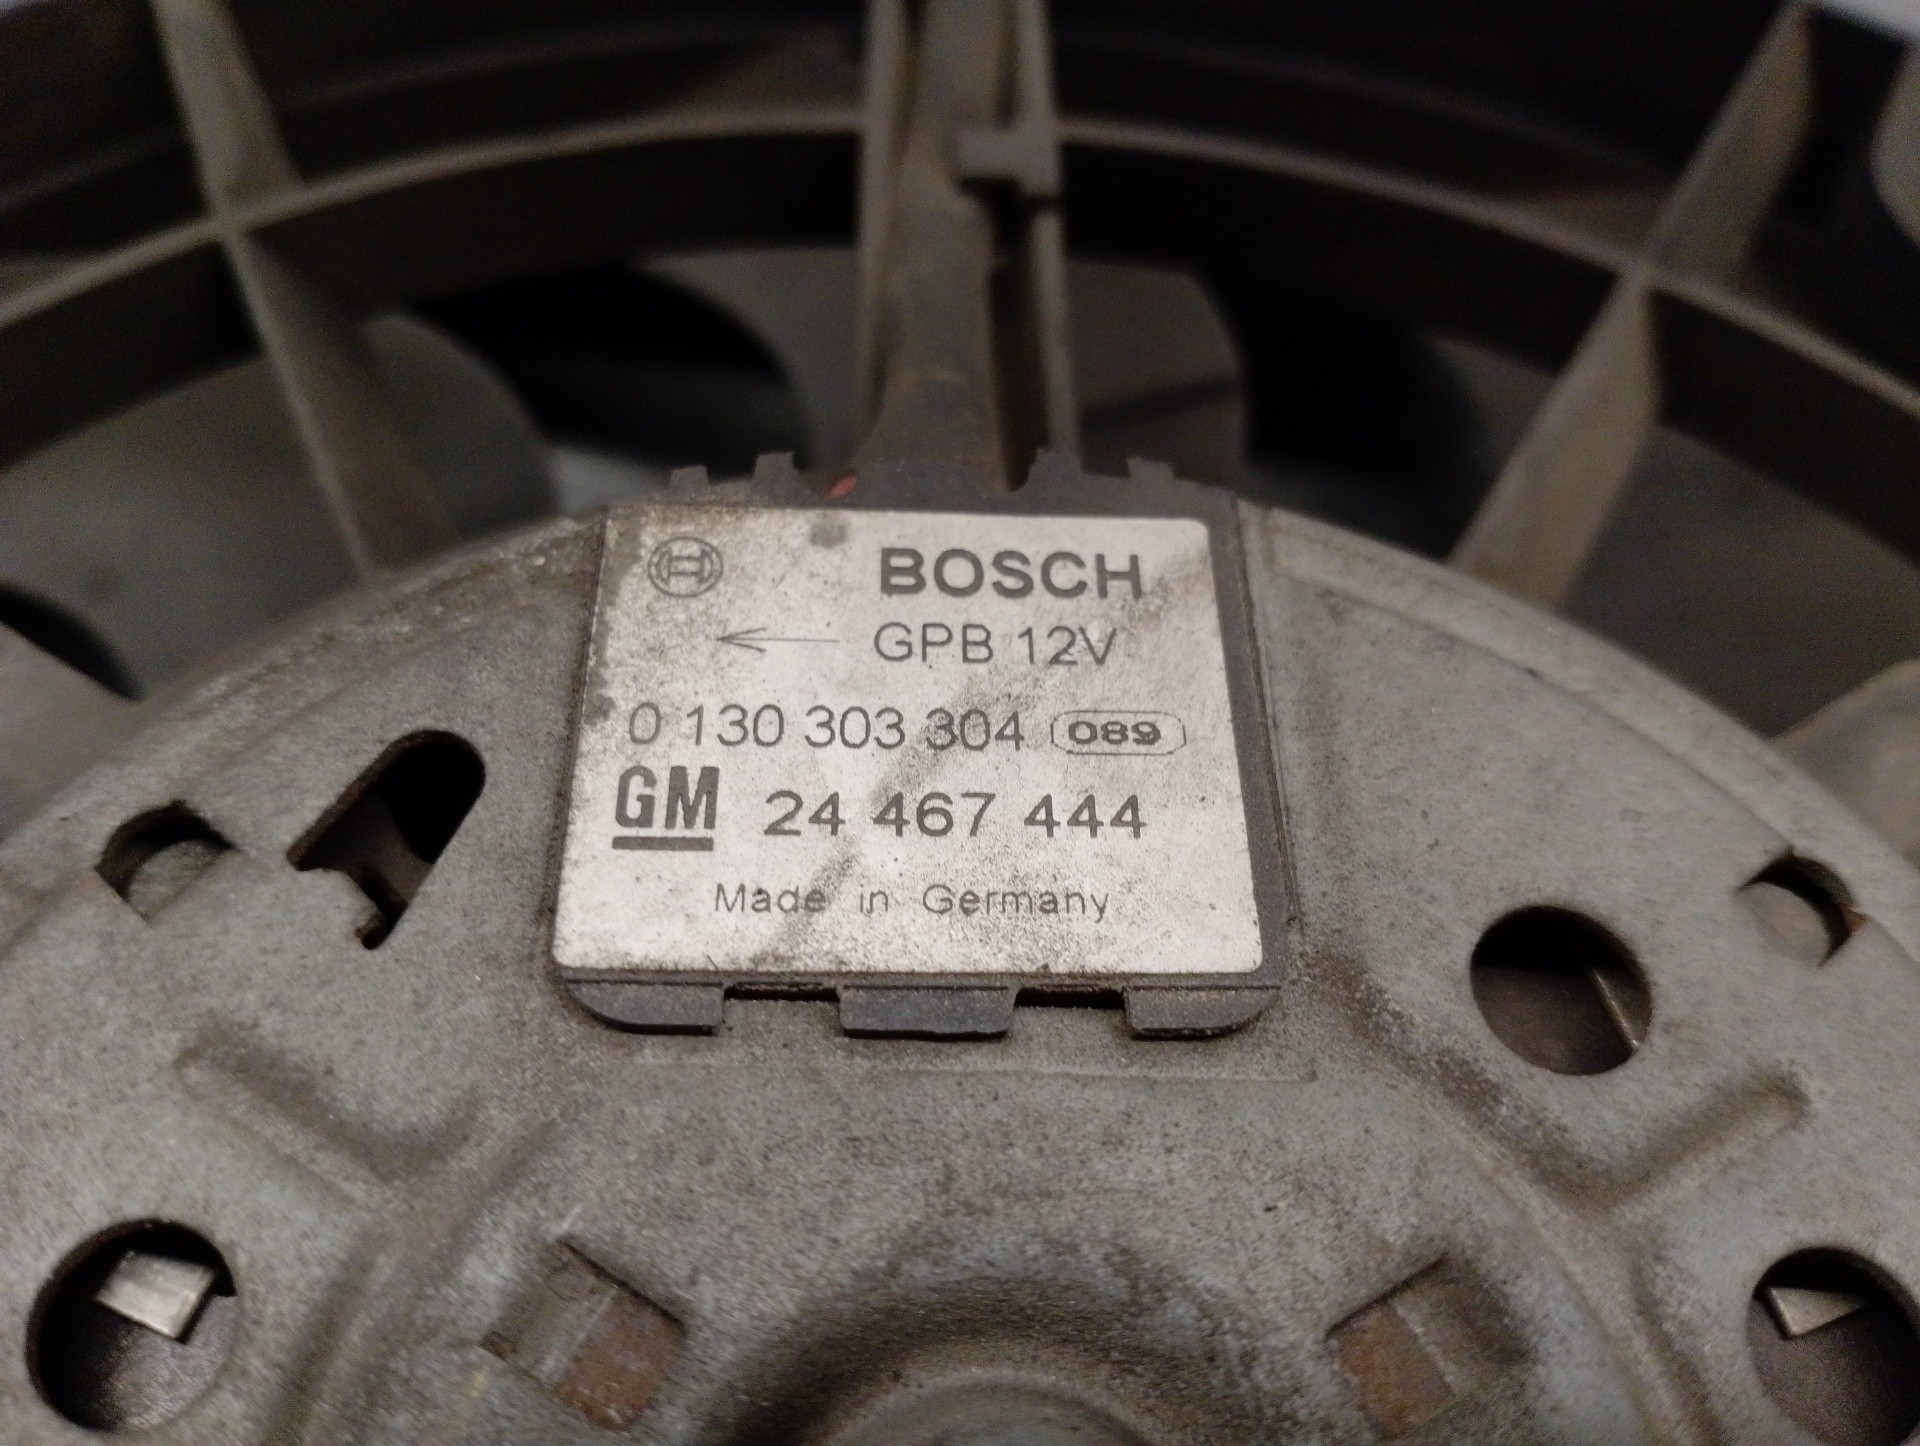 BOSCH
GPB 12V
0 130 303 304 089
GM 24 467 444
Made in Germany